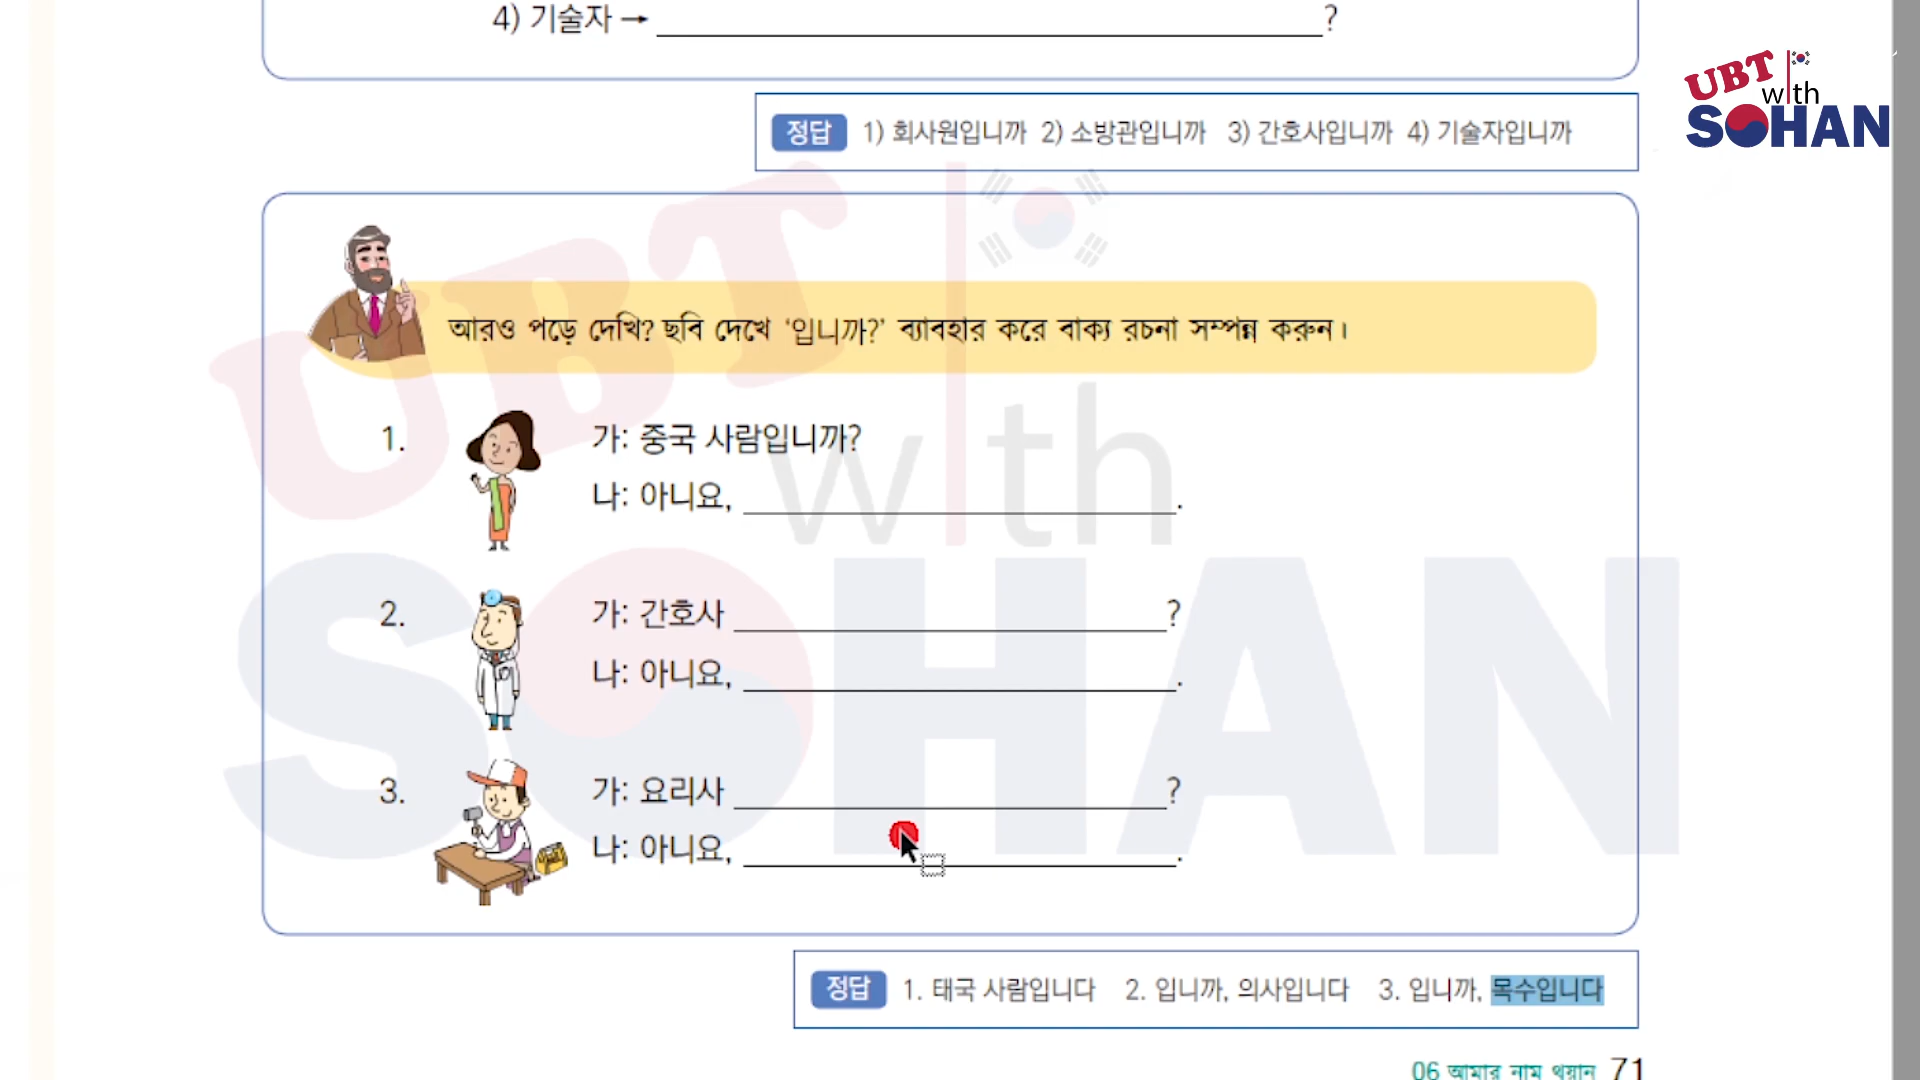 4) 기술자 → ?
UBT
with
SOHAN
정답 1) 회사원입니까 2) 소방관입니까 3) 간호사입니까 4) 기술자입니까
আরও পড়ে দেখি? ছবি দেখে ‘입니까?’ ব্যাবহার করে বাক্য রচনা সম্পন্ন করুন।
1. 가: 중국 사람입니까?
나: 아니요, .
2. 가: 간호사 ?
나: 아니요, .
3. 가: 요리사 ?
나: 아니요, .
UBT
with
SOHAN
정답 1. 태국 사람입니다 2. 입니까, 의사입니다 3. 입니까, 목수입니다
06 আমার নাম থুয়ান 71